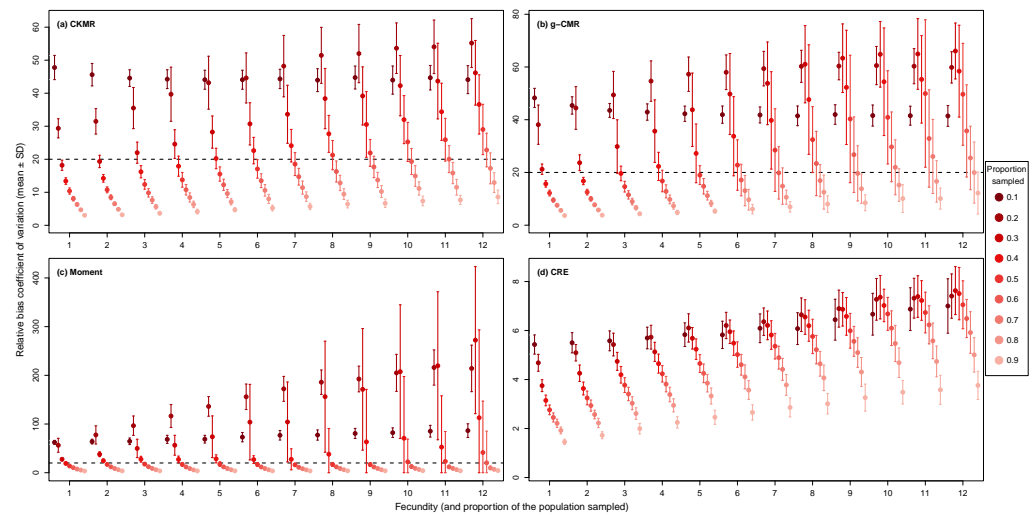 Relative bias coefficient of variation (mean ± SD)
(a) CKMR
0 10 20 30 40 50 60
1 2 3 4 5 6 7 8 9 10 11 12
(b) g−CMR
0 20 40 60 80
1 2 3 4 5 6 7 8 9 10 11 12
(c) Moment
0 100 200 300 400
1 2 3 4 5 6 7 8 9 10 11 12
(d) CRE
0 2 4 6 8
1 2 3 4 5 6 7 8 9 10 11 12
Fecundity (and proportion of the population sampled)
Proportion
sampled
0.1
0.2
0.3
0.4
0.5
0.6
0.7
0.8
0.9